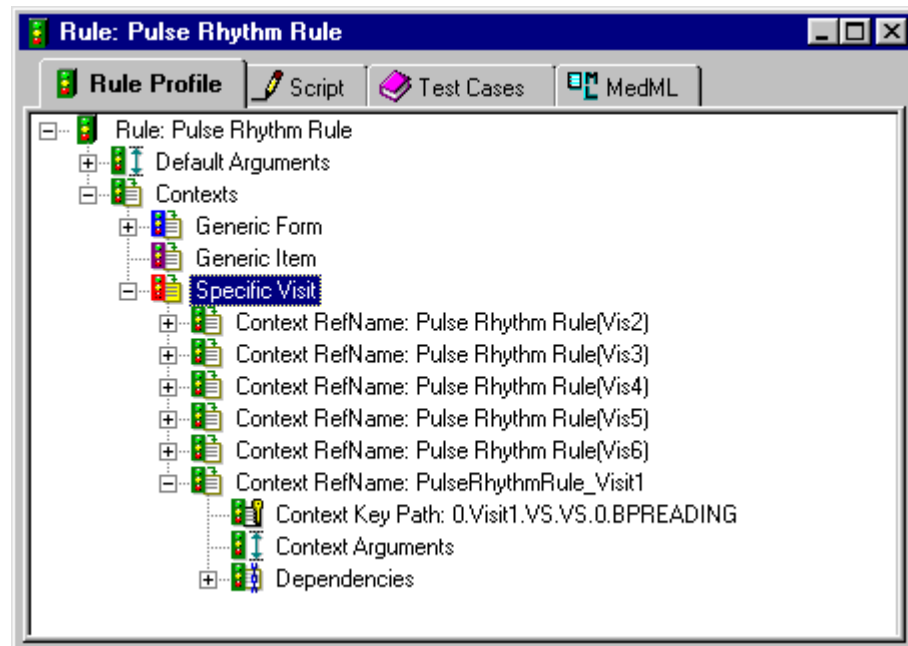 Rule: Pulse Rhythm Rule
Rule Profile Script Test Cases MedML
Rule: Pulse Rhythm Rule
Default Arguments
Contexts
Generic Form
Generic Item
Specific Visit
Context RefName: Pulse Rhythm Rule(Vis2)
Context RefName: Pulse Rhythm Rule(Vis3)
Context RefName: Pulse Rhythm Rule(Vis4)
Context RefName: Pulse Rhythm Rule(Vis5)
Context RefName: Pulse Rhythm Rule(Vis6)
Context RefName: PulseRhythmRule_Visit1
Context Key Path: 0.Visit1.VS.VS.0.BPREADING
Context Arguments
Dependencies